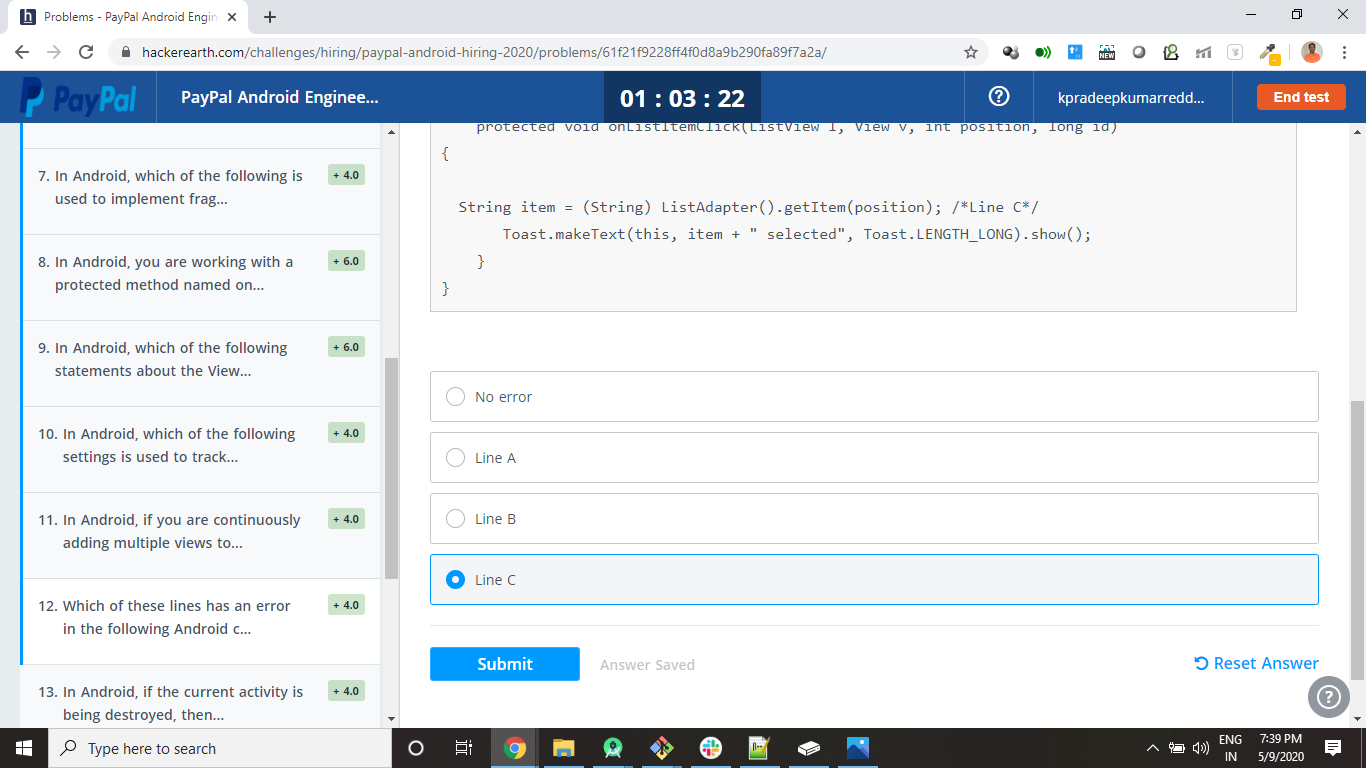 Problems - PayPal Android Engin
hackerearth.com/challenges/hiring/paypal-android-hiring-2020/problems/61f21f9228ff4f0d8a9b290fa89f7a2a/
NEW
PayPal
PayPal Android Enginee...
01 : 03 : 22
kpradeepkumarredd...
End test
7. In Android, which of the following is
used to implement frag...
+ 4.0
8. In Android, you are working with a
protected method named on...
+ 6.0
9. In Android, which of the following
statements about the View...
+ 6.0
10. In Android, which of the following
settings is used to track...
+ 4.0
11. In Android, if you are continuously
adding multiple views to...
+ 4.0
12. Which of these lines has an error
in the following Android c...
+ 4.0
13. In Android, if the current activity is
being destroyed, then...
+ 4.0
protected void onListItemClick(ListView l, View v, int position, long id)
{
String item = (String) ListAdapter().getItem(position); /*Line C*/
Toast.makeText(this, item + " selected", Toast.LENGTH_LONG).show();
}
}
No error
Line A
Line B
Line C
Submit
Answer Saved
Reset Answer
Type here to search
ENG
IN
7:39 PM
5/9/2020